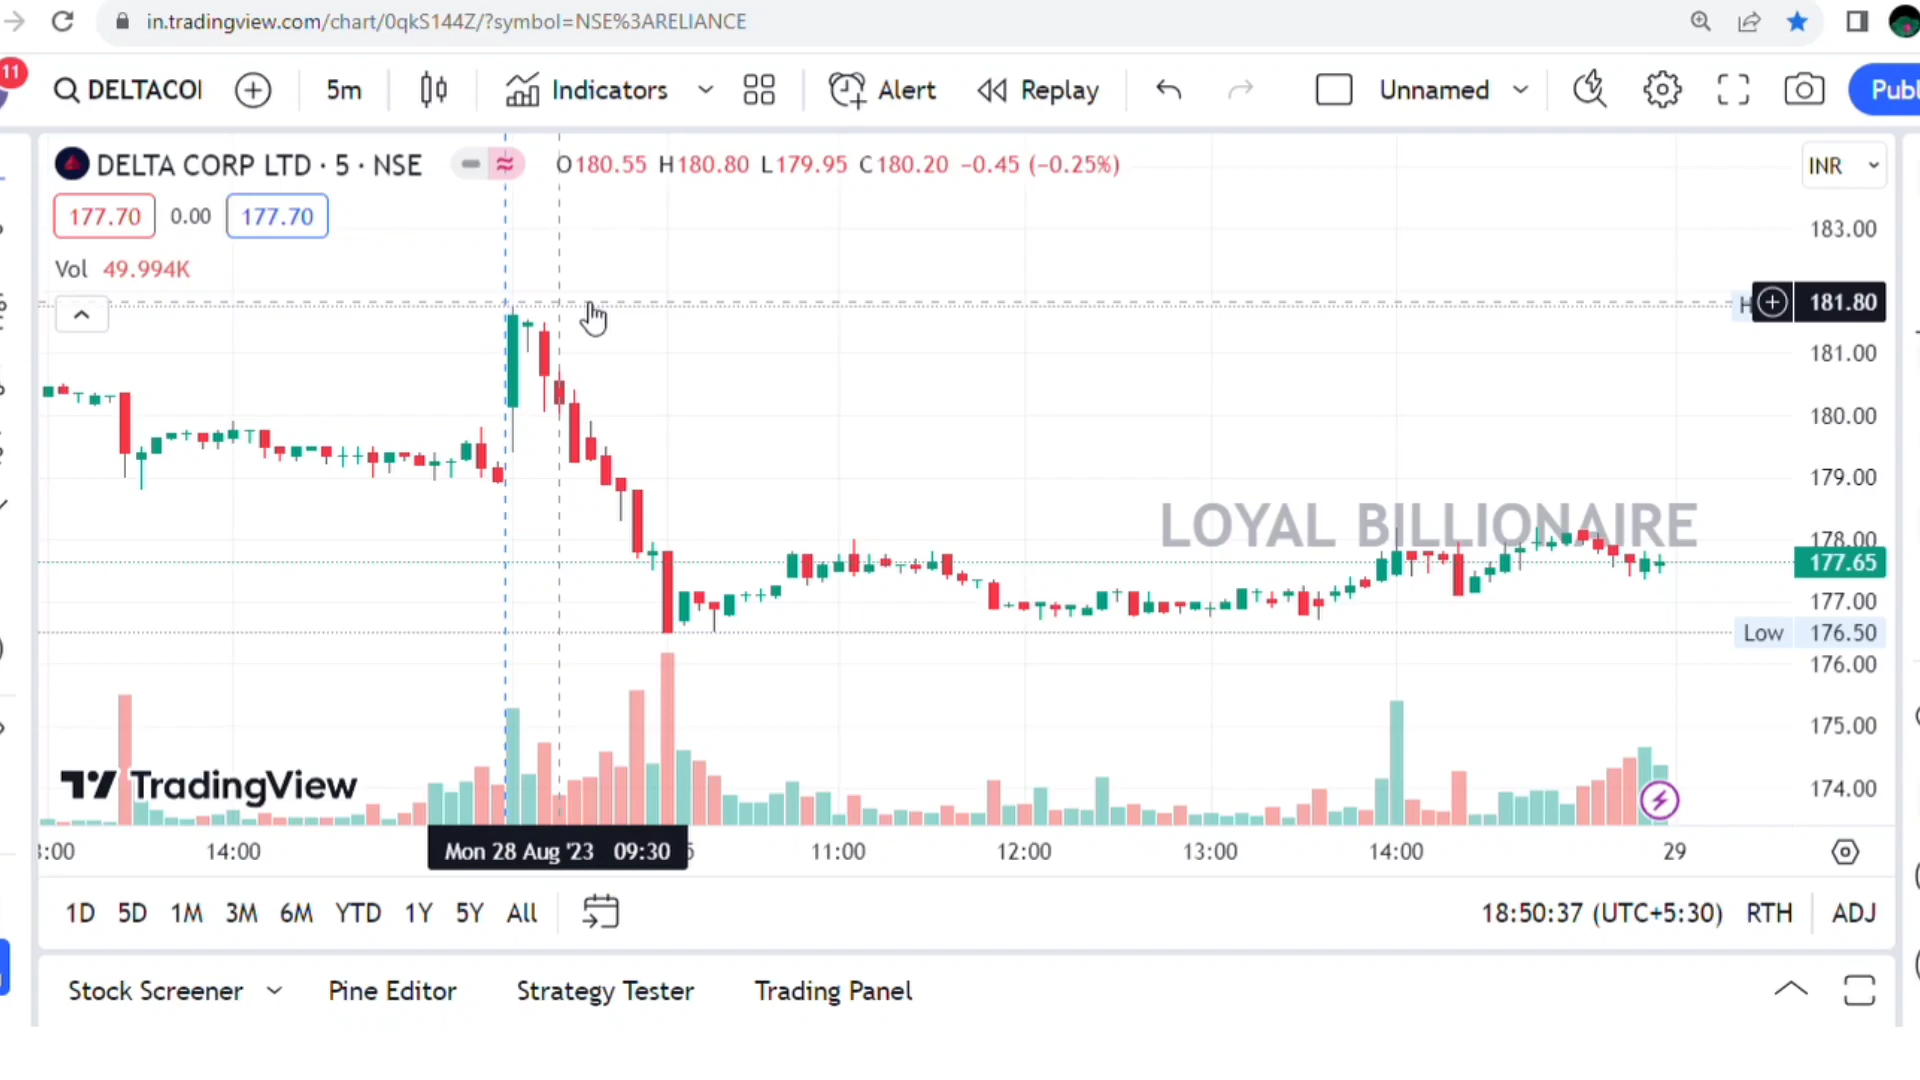 in.tradingview.com/chart/0qkS144Z/?symbol=NSE%3ARELIANCE
11
DELTACOI
5m
Indicators
Alert
Replay
Unnamed
Publ
DELTA CORP LTD · 5 · NSE
O180.55 H180.80 L179.95 C180.20 −0.45 (−0.25%)
INR
177.70
0.00
177.70
183.00
Vol 49.994K
H
181.80
181.00
180.00
179.00
LOYAL BILLIONAIRE
178.00
177.65
177.00
Low 176.50
176.00
175.00
TradingView
174.00
3:00
14:00
Mon 28 Aug '23 09:30
11:00
12:00
13:00
14:00
29
1D 5D 1M 3M 6M YTD 1Y 5Y All
18:50:37 (UTC+5:30)
RTH
ADJ
Stock Screener
Pine Editor
Strategy Tester
Trading Panel